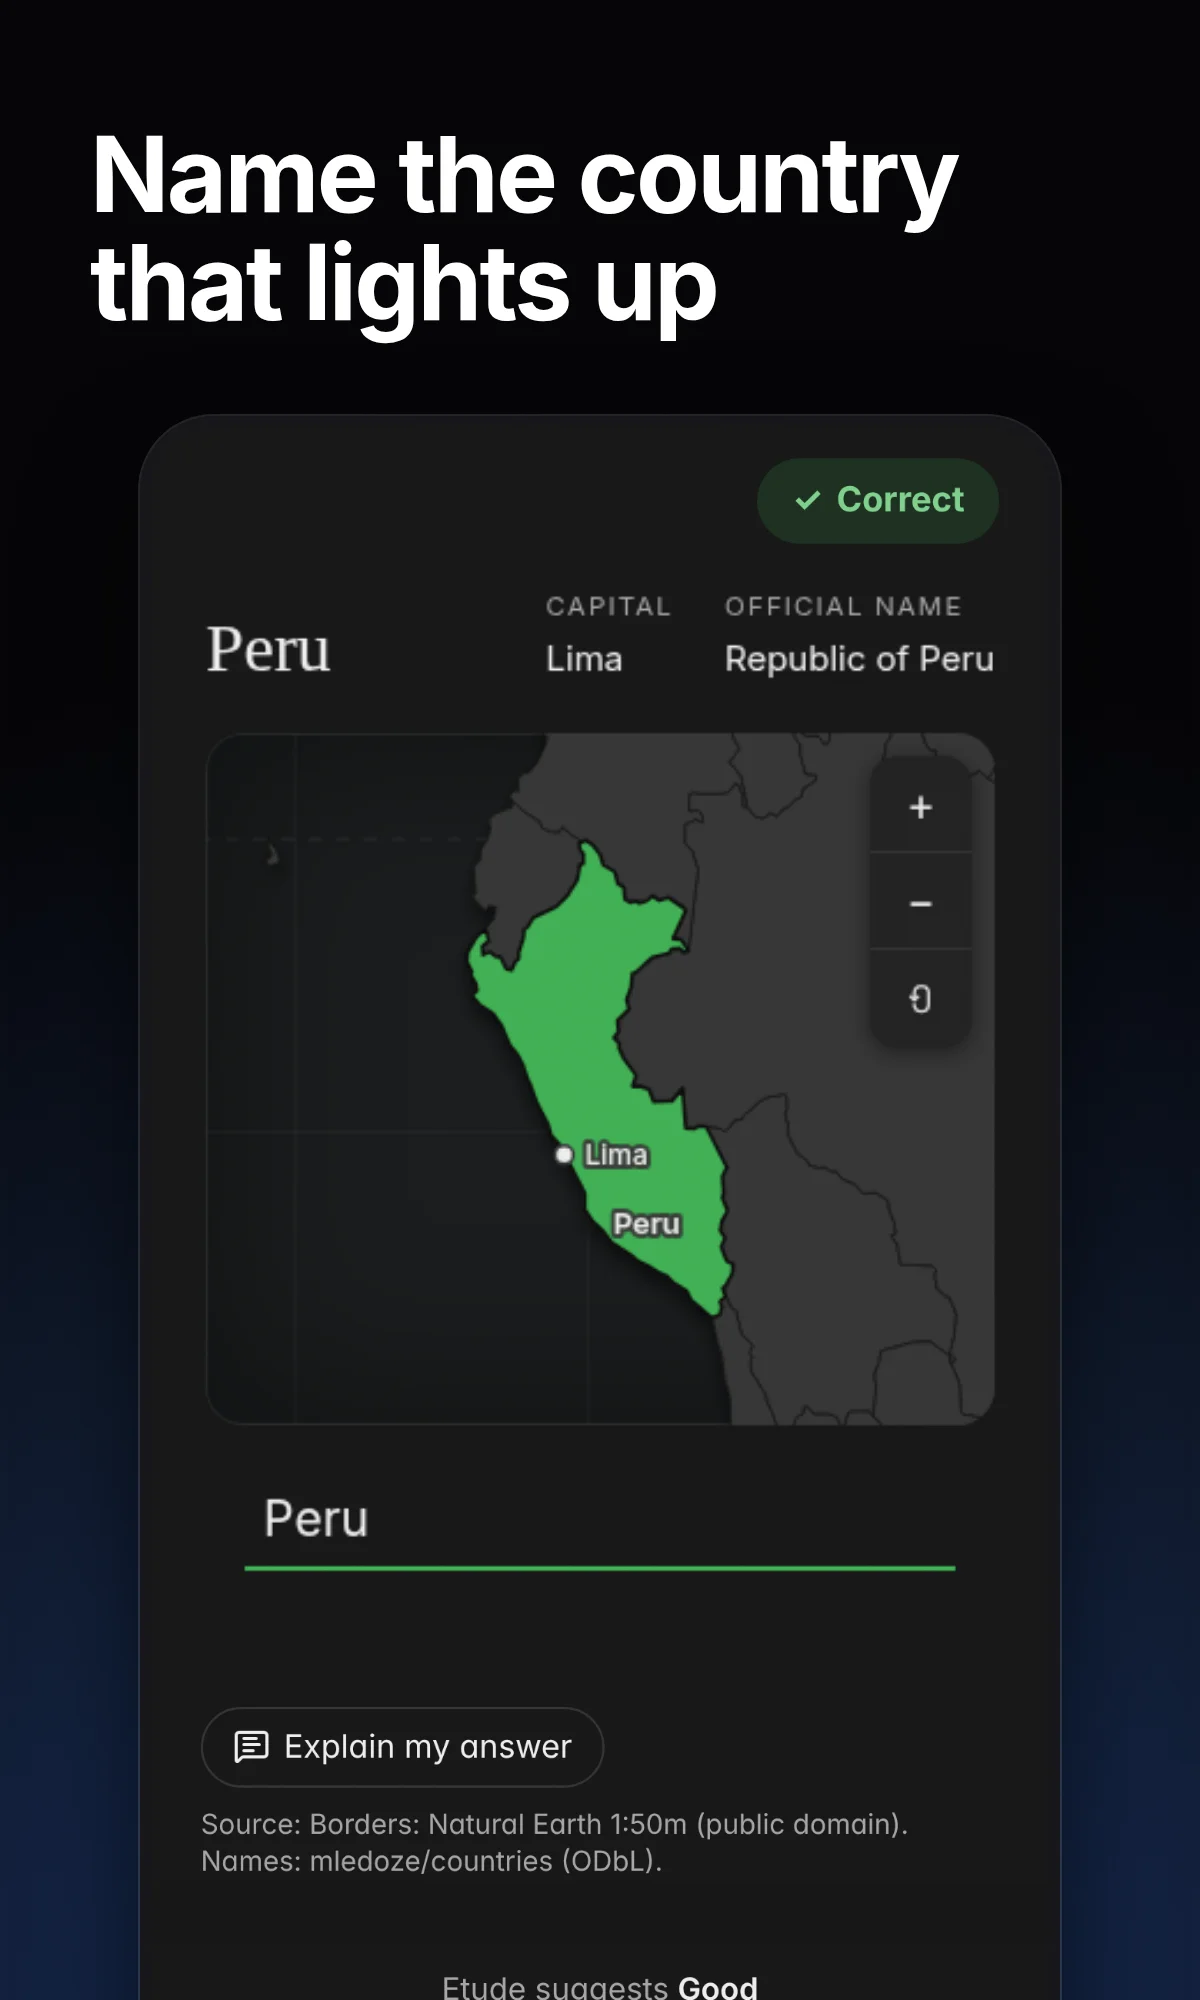 Name the country
that lights up
Correct
Peru
CAPITAL
Lima
OFFICIAL NAME
Republic of Peru
+
−
Lima
Peru
Peru
Explain my answer
Source: Borders: Natural Earth 1:50m (public domain).
Names: mledoze/countries (ODbL).
Etude suggests Good